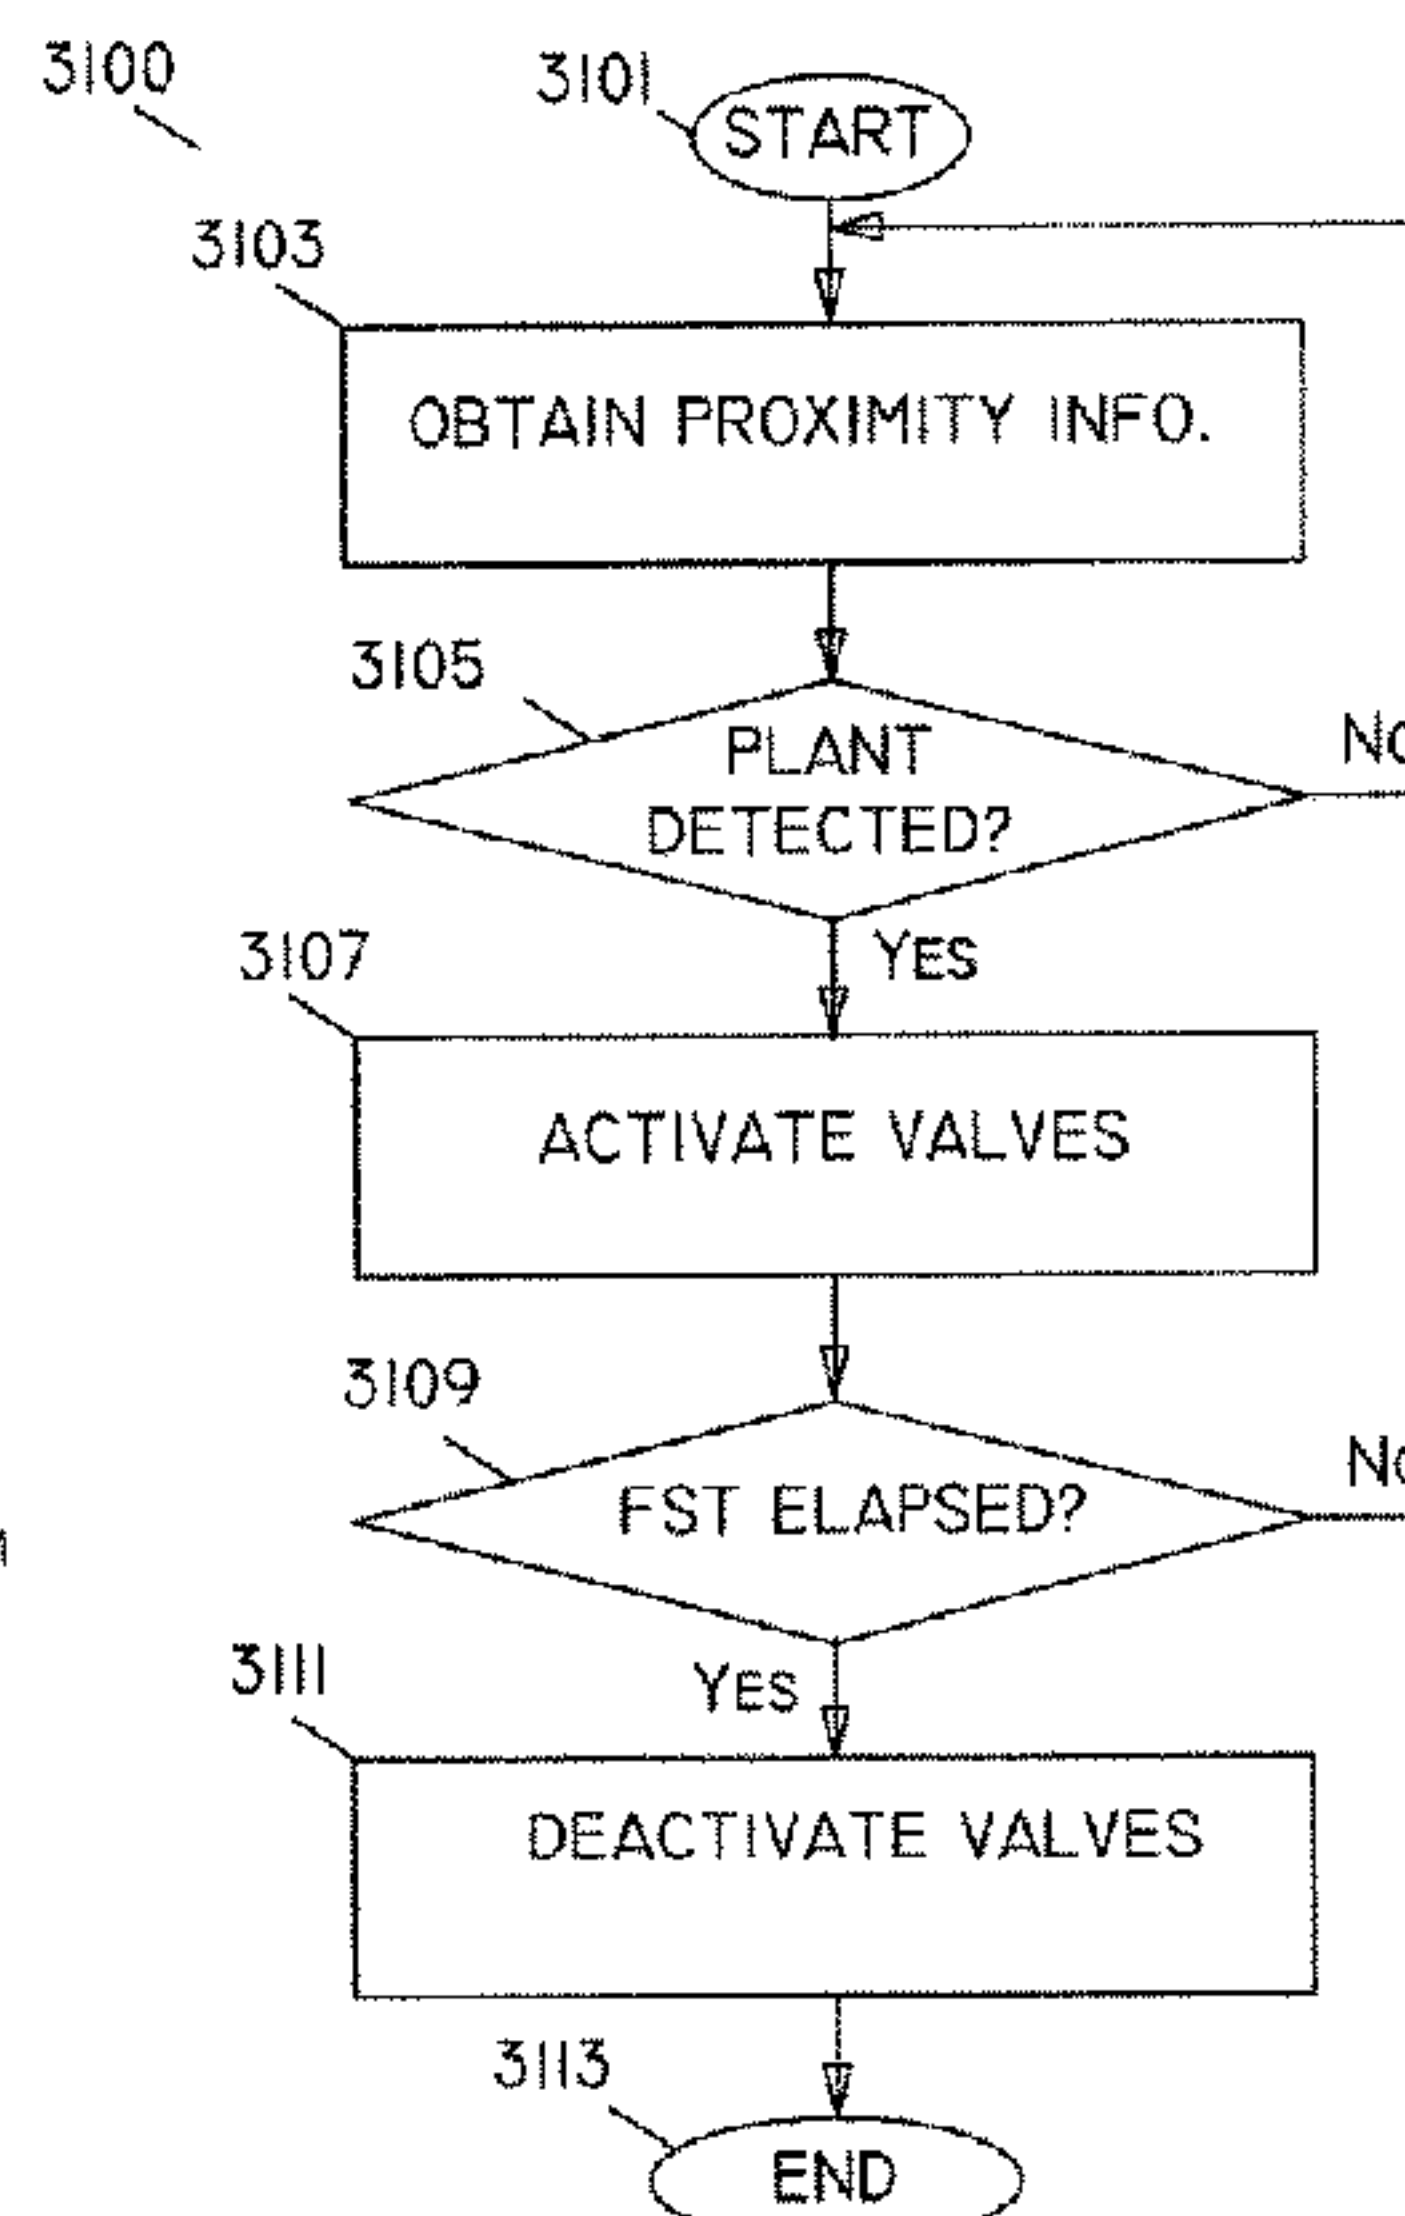 3100
3101
START
3103
OBTAIN PROXIMITY INFO.
3105
PLANT
DETECTED?
YES
3107
ACTIVATE VALVES
3109
FST ELAPSED?
YES
3111
DEACTIVATE VALVES
3113
END